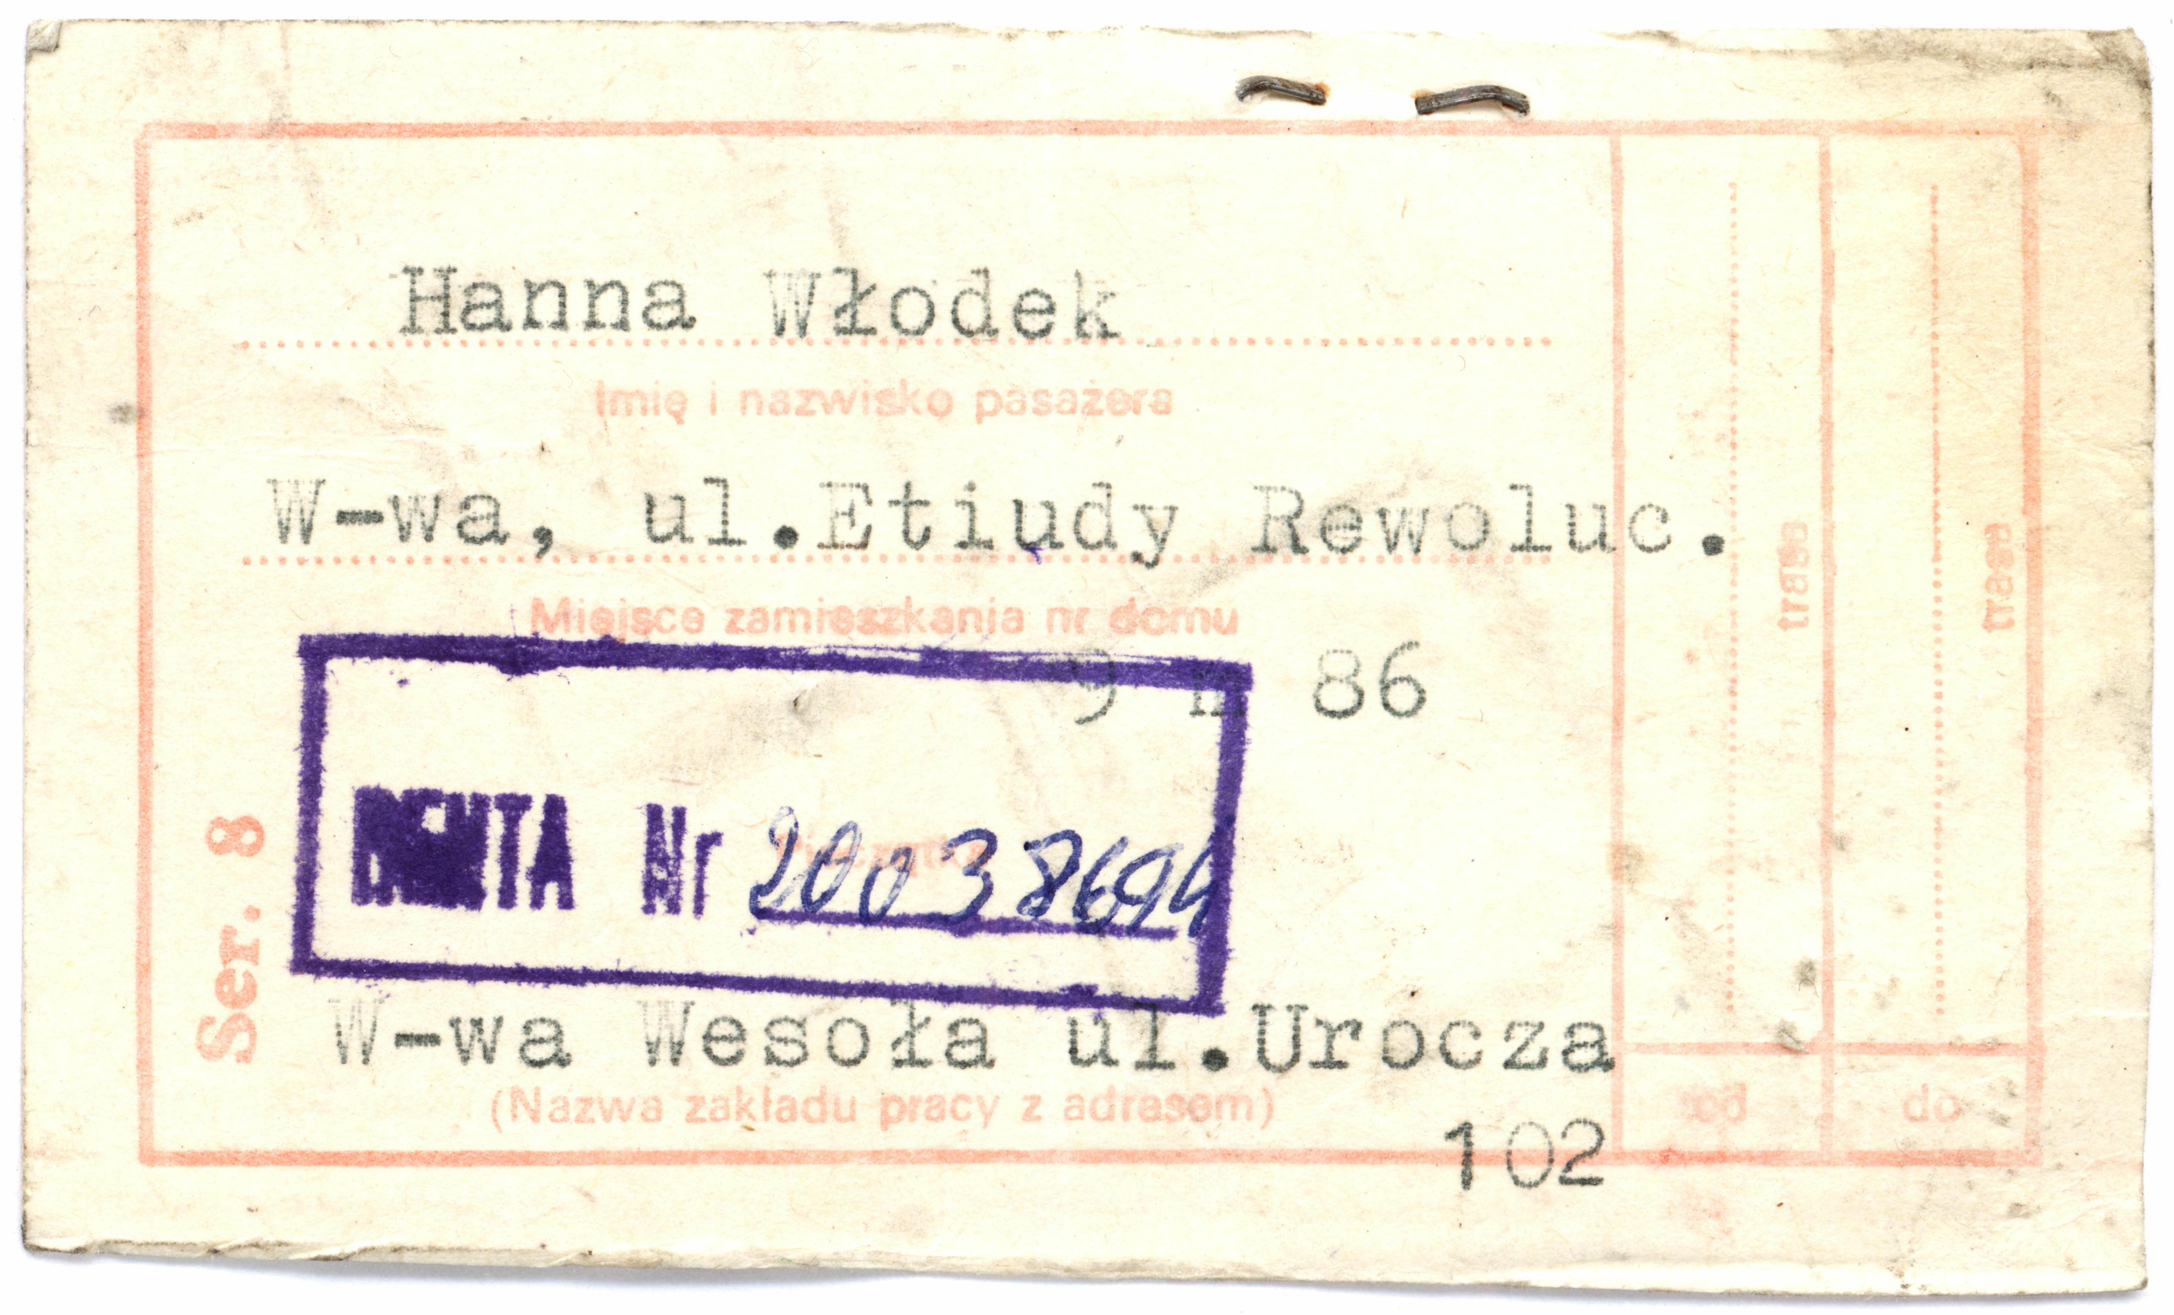 Hanna Włodek
Imię i nazwisko pasażera
W-wa, ul.Etiudy Rewoluc.
Miejsce zamieszkania nr domu
9 m 86
RENTA Nr 20038694
W-wa Wesoła ul.Urocza
(Nazwa zakładu pracy z adresem)
102
Ser. 8
trasa
trasa
od
do